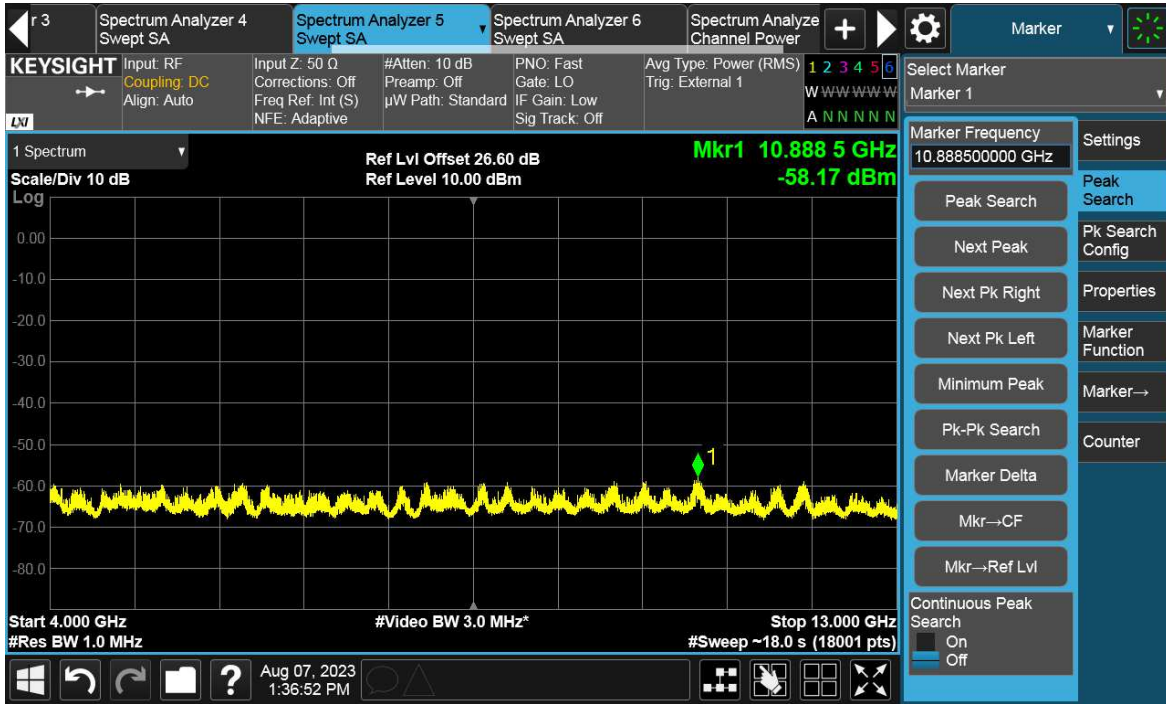 r 3
Spectrum Analyzer 4
Swept SA
Spectrum Analyzer 5
Swept SA
Spectrum Analyzer 6
Swept SA
Spectrum Analyze
Channel Power
+
Marker
KEYSIGHT
LXI
Input: RF
Coupling: DC
Align: Auto
Input Z: 50 Ω
Corrections: Off
Freq Ref: Int (S)
NFE: Adaptive
#Atten: 10 dB
Preamp: Off
µW Path: Standard
PNO: Fast
Gate: LO
IF Gain: Low
Sig Track: Off
Avg Type: Power (RMS)
Trig: External 1
1 2 3 4 5 6
W W W W W W
A N N N N N
Select Marker
Marker 1
1 Spectrum
Scale/Div 10 dB
Log
Ref Lvl Offset 26.60 dB
Ref Level 10.00 dBm
Mkr1 10.888 5 GHz
-58.17 dBm
0.00
-10.0
-20.0
-30.0
-40.0
-50.0
-60.0
-70.0
-80.0
1
Start 4.000 GHz
#Res BW 1.0 MHz
#Video BW 3.0 MHz*
Stop 13.000 GHz
#Sweep ~18.0 s (18001 pts)
Marker Frequency
10.888500000 GHz
Peak Search
Next Peak
Next Pk Right
Next Pk Left
Minimum Peak
Pk-Pk Search
Marker Delta
Mkr→CF
Mkr→Ref Lvl
Continuous Peak
Search
On
Off
Settings
Peak
Search
Pk Search
Config
Properties
Marker
Function
Marker→
Counter
?
Aug 07, 2023
1:36:52 PM